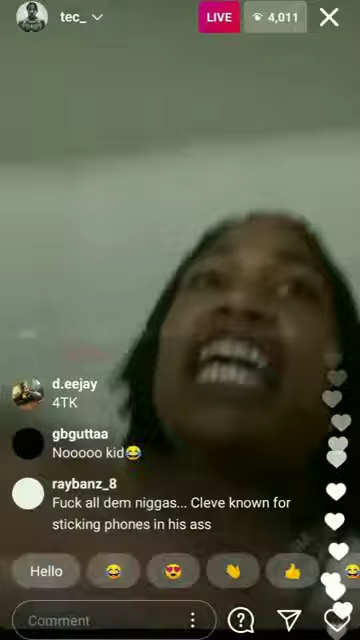 tec_
LIVE
4,011
d.eejay
4TK
gbguttaa
Nooooo kid😂
raybanz_8
Fuck all dem niggas... Cleve known for
sticking phones in his ass
Hello
😂
😍
👏
👍
😂
Comment